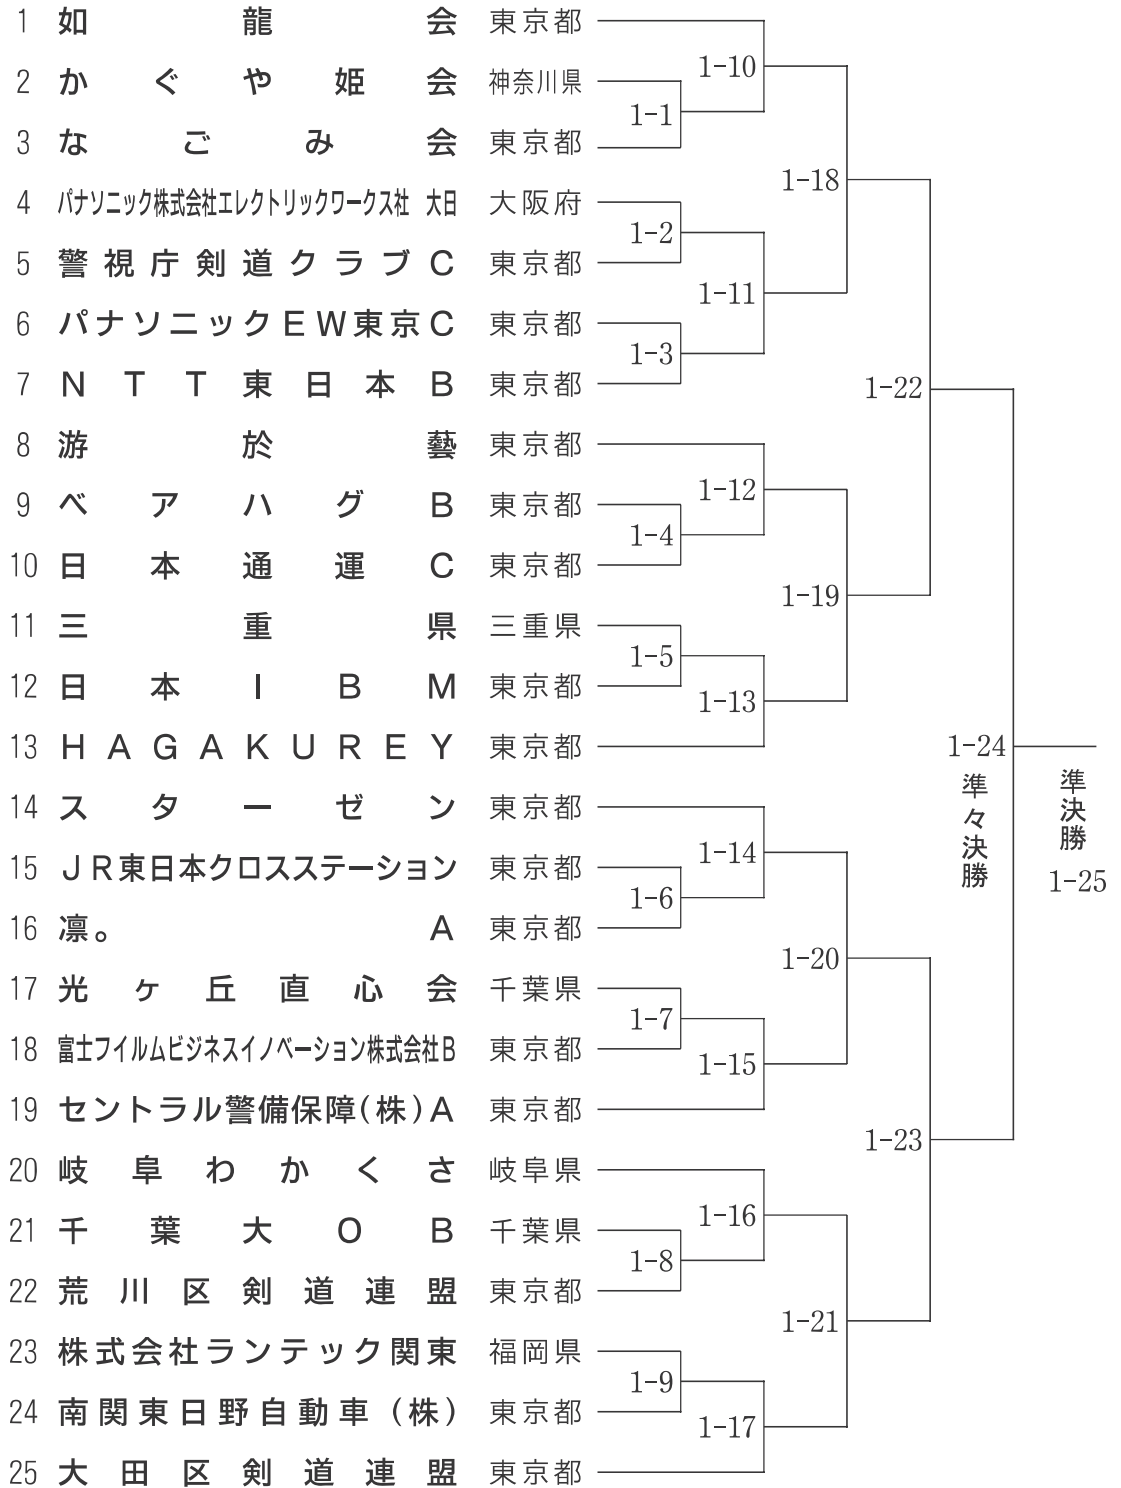 1 如龍会 東京都
2 かぐや姫会 神奈川県
3 なごみ会 東京都
4 パナソニック株式会社エレクトリックワークス社 大日 大阪府
5 警視庁剣道クラブC 東京都
6 パナソニックEW東京C 東京都
7 NTT東日本B 東京都
8 游於藝 東京都
9 ベアハグB 東京都
10 日本通運C 東京都
11 三重県 三重県
12 日本IBM 東京都
13 HAGAKUREY 東京都
14 スターゼン 東京都
15 JR東日本クロスステーション 東京都
16 凛。A 東京都
17 光ヶ丘直心会 千葉県
18 富士フイルムビジネスイノベーション株式会社B 東京都
19 セントラル警備保障(株)A 東京都
20 岐阜わかくさ 岐阜県
21 千葉大OB 千葉県
22 荒川区剣道連盟 東京都
23 株式会社ランテック関東 福岡県
24 南関東日野自動車(株) 東京都
25 大田区剣道連盟 東京都
1-1
1-2
1-3
1-4
1-5
1-6
1-7
1-8
1-9
1-10
1-11
1-12
1-13
1-14
1-15
1-16
1-17
1-18
1-19
1-20
1-21
1-22
1-23
1-24
準々決勝
準決勝
1-25